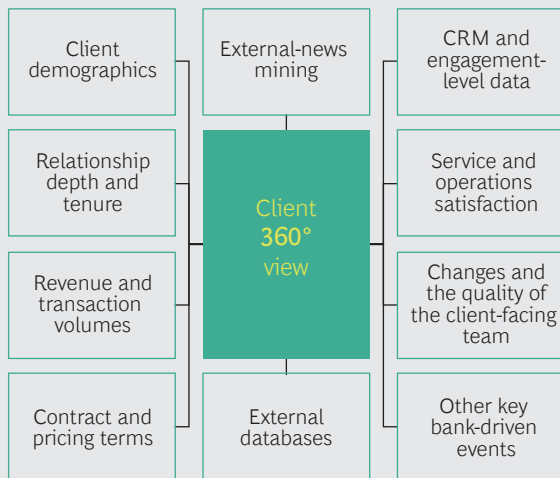 Client
demographics
External-news
mining
CRM and
engagement-
level data
Relationship
depth and
tenure
Client
360°
view
Service and
operations
satisfaction
Revenue and
transaction
volumes
Changes and
the quality of
the client-facing
team
Contract and
pricing terms
External
databases
Other key
bank-driven
events